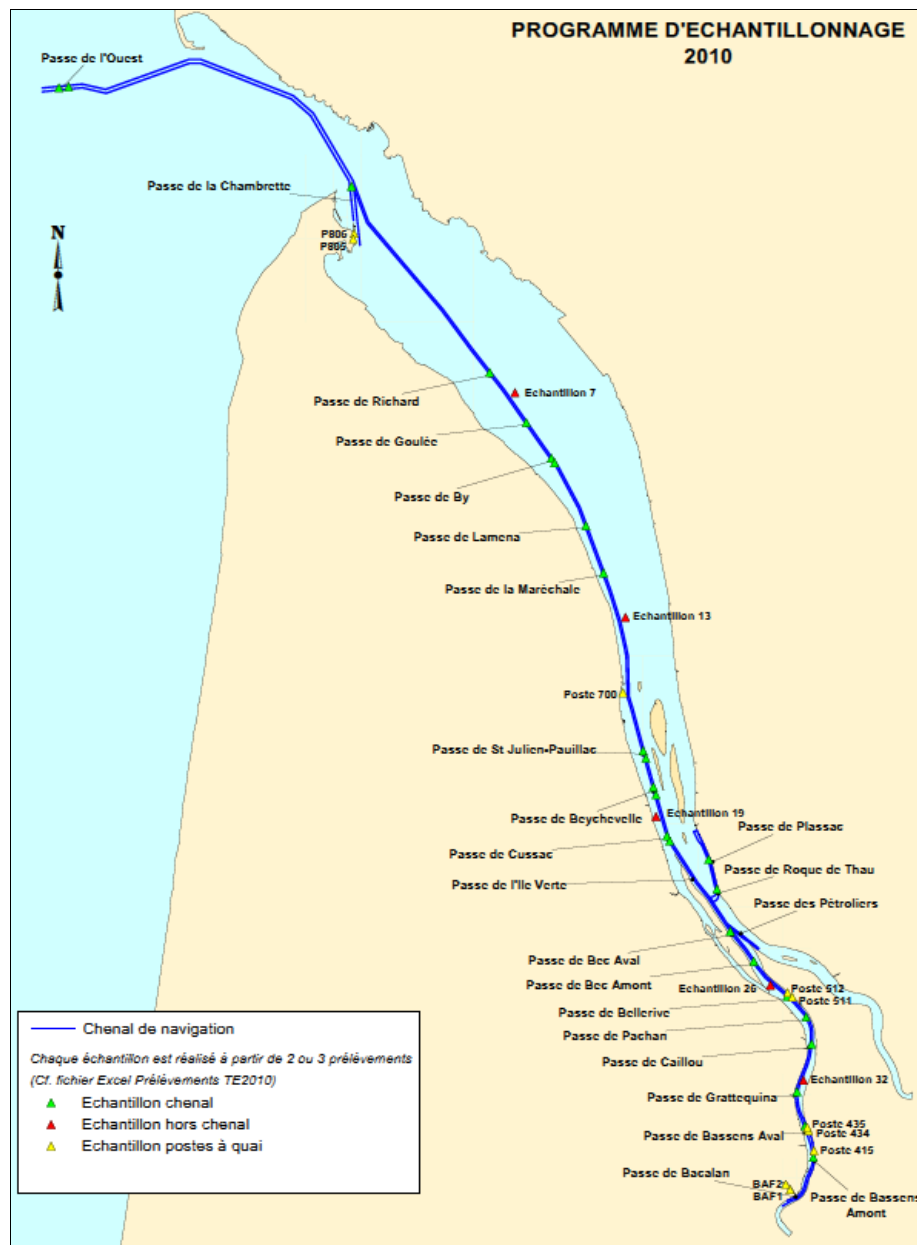 PROGRAMME D'ECHANTILLONNAGE
2010
Passe de l'Ouest
Passe de la Chambrette
N
P806
P805
Passe de Richard
Echantillon 7
Passe de Goulée
Passe de By
Passe de Lamena
Passe de la Maréchale
Echantillon 13
Poste 700
Passe de St Julien-Pauillac
Passe de Beychevelle
Echantillon 19
Passe de Plassac
Passe de Cussac
Passe de Roque de Thau
Passe de l'Ile Verte
Passe des Pétroliers
Passe de Bec Aval
Passe de Bec Amont
Echantillon 26
Poste 512
Poste 511
Passe de Bellerive
Passe de Pachan
Passe de Caillou
Echantillon 32
Passe de Grattequina
Poste 435
Poste 434
Passe de Bassens Aval
Poste 415
Passe de Bacalan
BAF2
BAF1
Passe de Bassens
Amont
Chenal de navigation
Chaque échantillon est réalisé à partir de 2 ou 3 prélèvements
(Cf. fichier Excel Prélèvements TE2010)
Echantillon chenal
Echantillon hors chenal
Echantillon postes à quai